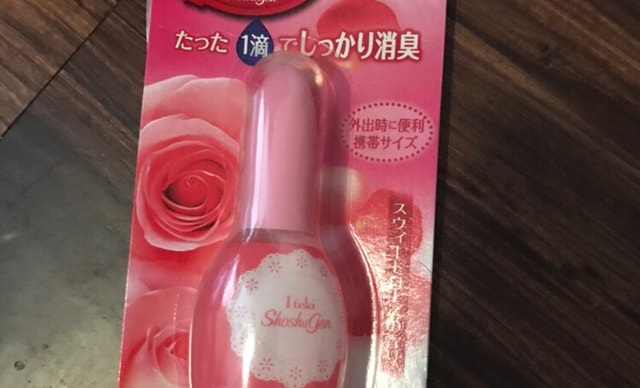 たった1滴でしっかり消臭
外出時に便利
携帯サイズ
1 teki
ShoshuGen